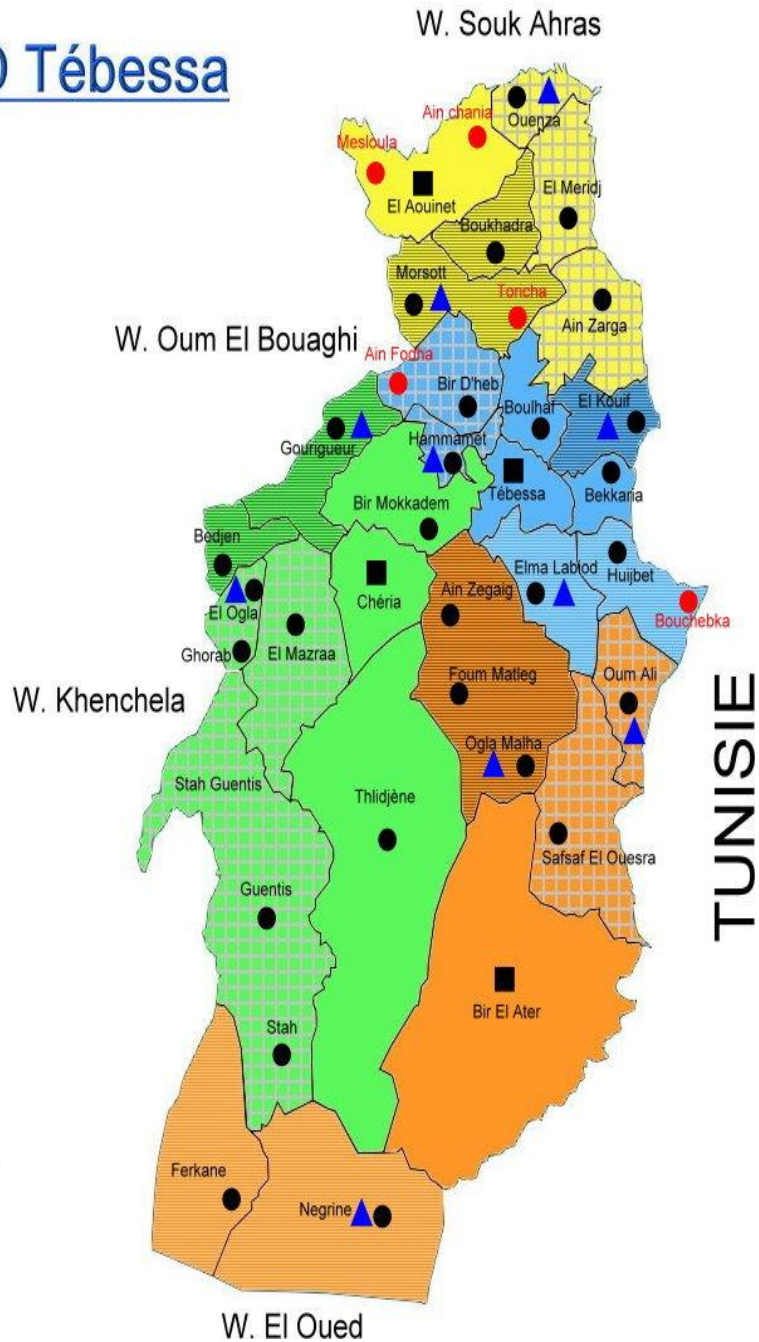 W. Souk Ahras
D Tébessa
Ain chania
Ouenza
Mesloula
El Meridj
El Aouinet
Boukhadra
Morsott
Toricha
Ain Zarga
W. Oum El Bouaghi
Ain Fodha
Bir D'heb
Boulhaf
El Kouif
Gourigueur
Hammamet
Tébessa
Bekkaria
Bir Mokkadem
Bedjen
Elma Labiod
Huijbet
Ain Zegaig
Chéria
El Ogla
Bouchebka
Ghorab
El Mazraa
Foum Matleg
Oum Ali
W. Khenchela
TUNISIE
Ogla Malha
Stah Guentis
Thlidjène
Safsaf El Ouesra
Guentis
Bir El Ater
Stah
Ferkane
Negrine
W. El Oued